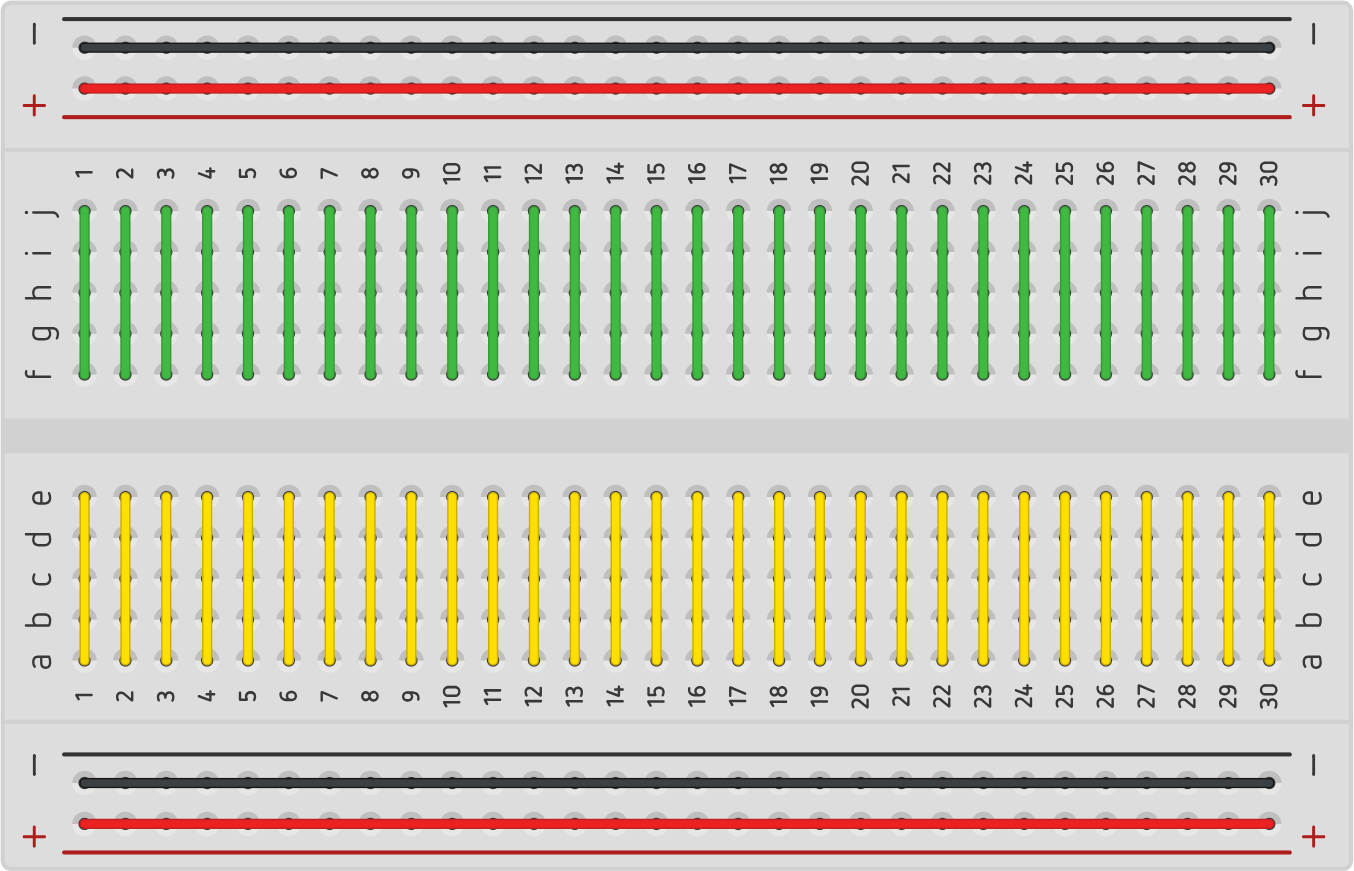 − −
+ +
1 2 3 4 5 6 7 8 9 10 11 12 13 14 15 16 17 18 19 20 21 22 23 24 25 26 27 28 29 30
j j
i i
h h
g g
f f
e e
d d
c c
b b
a a
1 2 3 4 5 6 7 8 9 10 11 12 13 14 15 16 17 18 19 20 21 22 23 24 25 26 27 28 29 30
− −
+ +